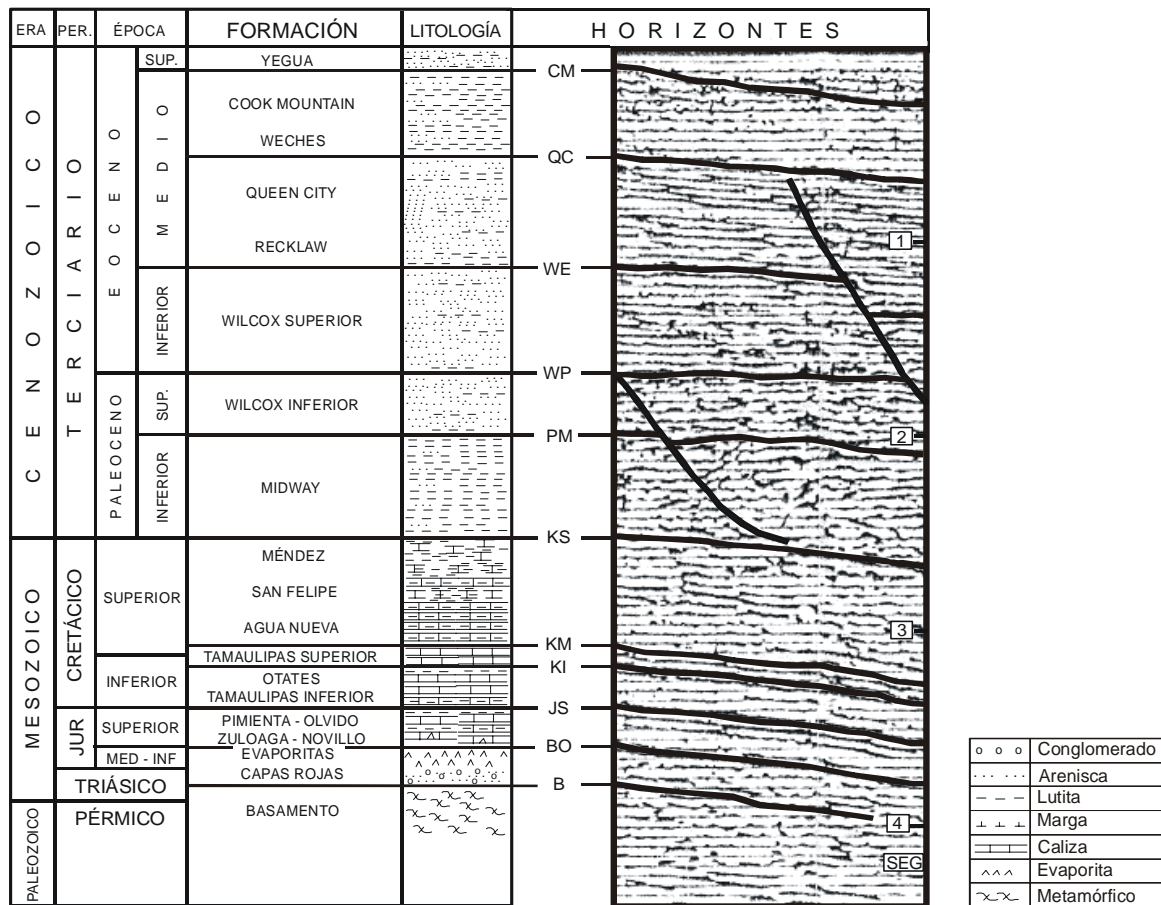 ERA PER. ÉPOCA FORMACIÓN LITOLOGÍA HORIZONTES
CENOZOICO
TERCIARIO
EOCENO
SUP.
MEDIO
INFERIOR
PALEOCENO
SUP.
INFERIOR
MESOZOICO
CRETÁCICO
SUPERIOR
INFERIOR
JUR
SUPERIOR
MED - INF
TRIÁSICO
PALEOZOICO
PÉRMICO
YEGUA
COOK MOUNTAIN
WECHES
QUEEN CITY
RECKLAW
WILCOX SUPERIOR
WILCOX INFERIOR
MIDWAY
MÉNDEZ
SAN FELIPE
AGUA NUEVA
TAMAULIPAS SUPERIOR
OTATES
TAMAULIPAS INFERIOR
PIMIENTA - OLVIDO
ZULOAGA - NOVILLO
EVAPORITAS
CAPAS ROJAS
BASAMENTO
CM
QC
WE
WP
PM
KS
KM
KI
JS
BO
B
1
2
3
4
SEG
Conglomerado
Arenisca
Lutita
Marga
Caliza
Evaporita
Metamórfico